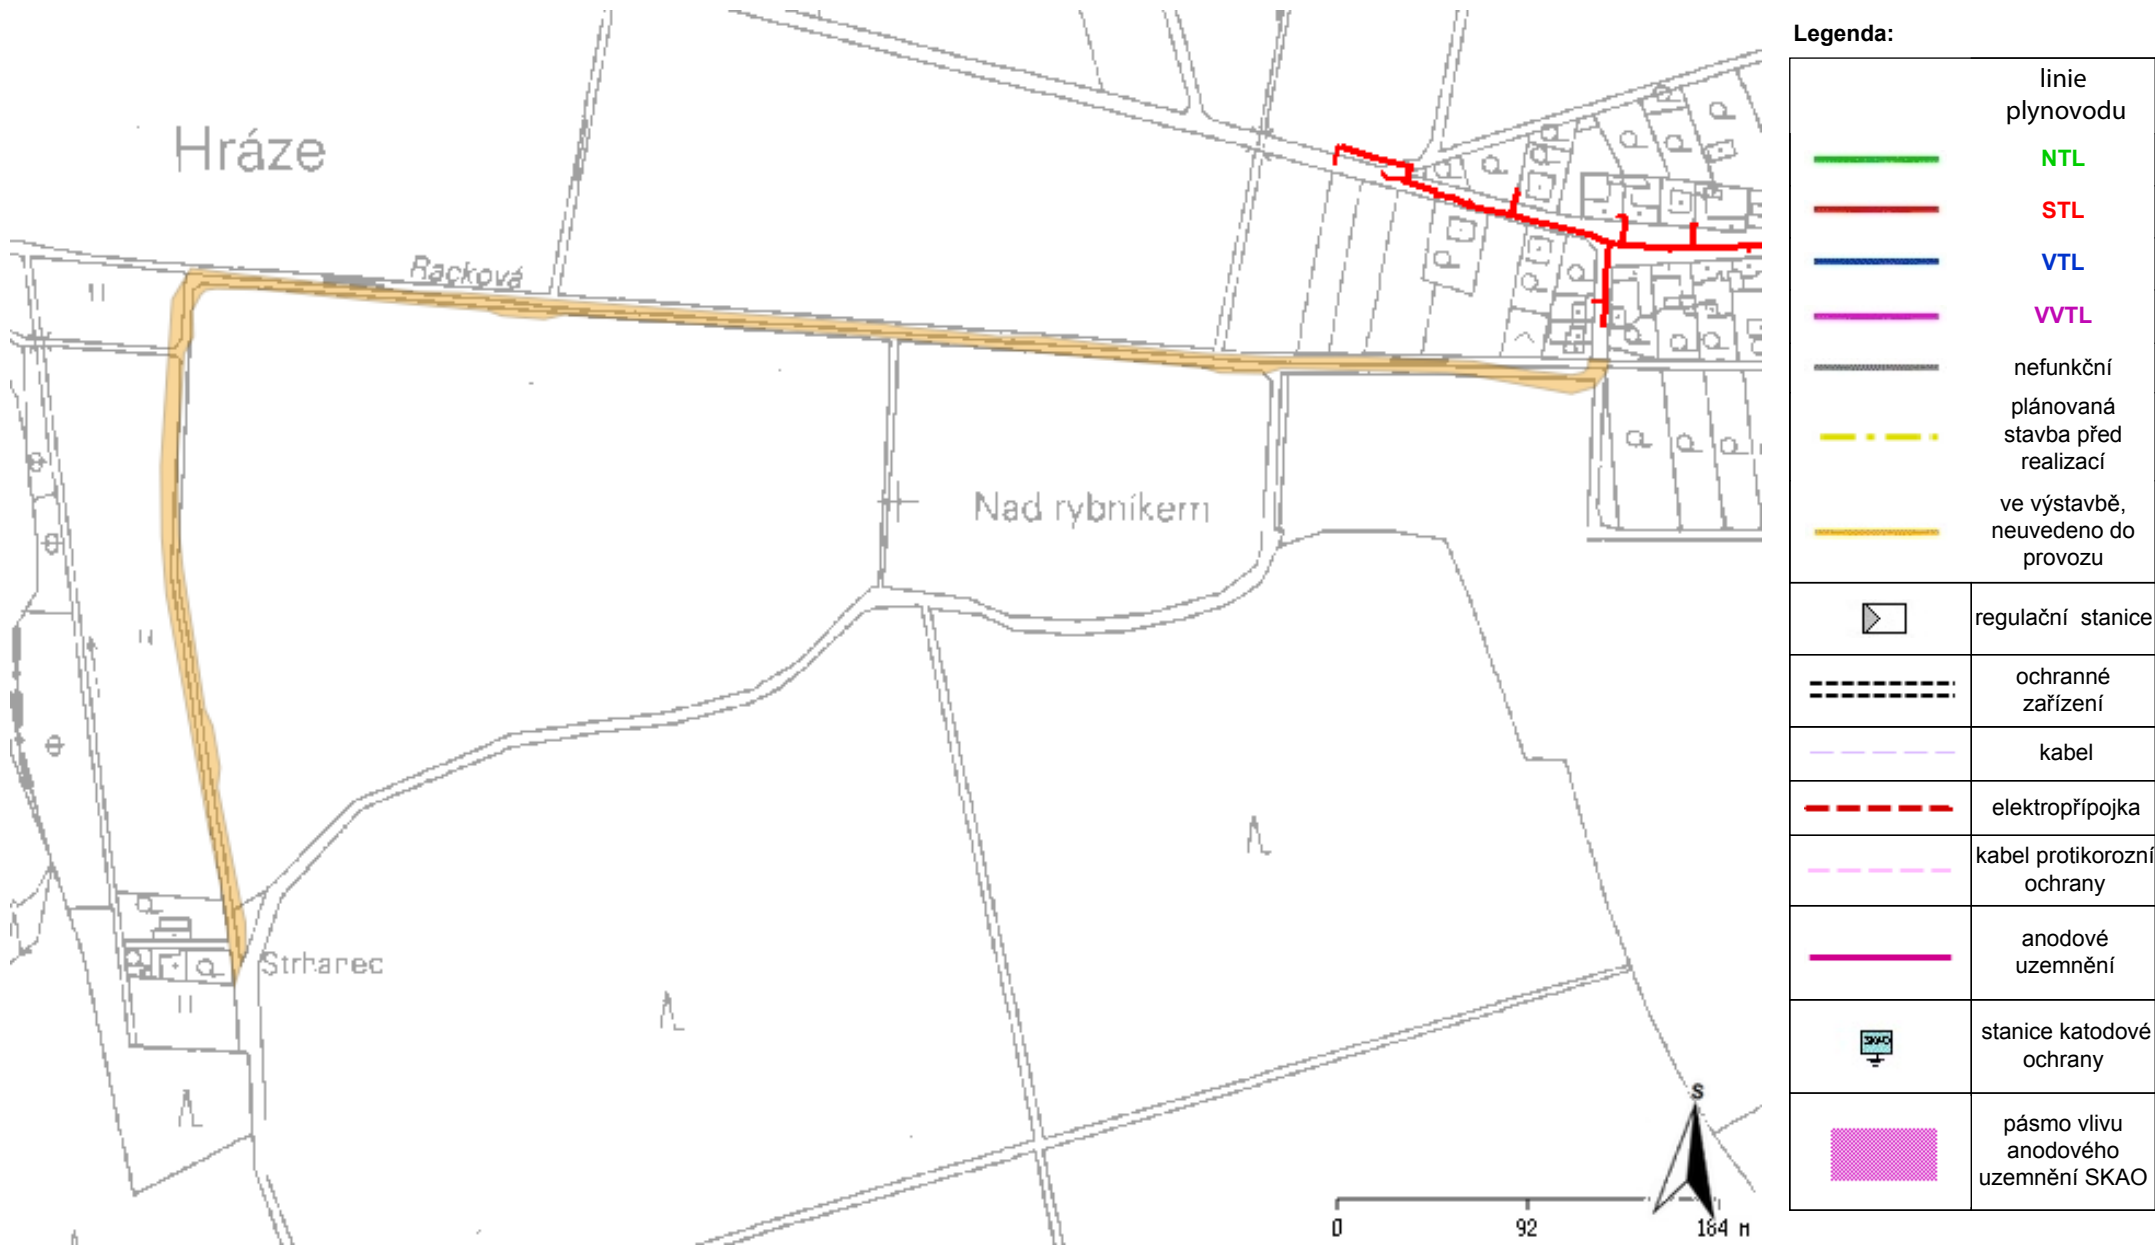 Hráze
Racková
Nad rybníkem
Strhanec
S
0 92 184 M
Legenda:
linie
plynovodu
NTL
STL
VTL
VVTL
nefunkční
plánovaná
stavba před
realizací
ve výstavbě,
neuvedeno do
provozu
regulační stanice
ochranné
zařízení
kabel
elektropřípojka
kabel protikorozní
ochrany
anodové
uzemnění
SKAO
stanice katodové
ochrany
pásmo vlivu
anodového
uzemnění SKAO